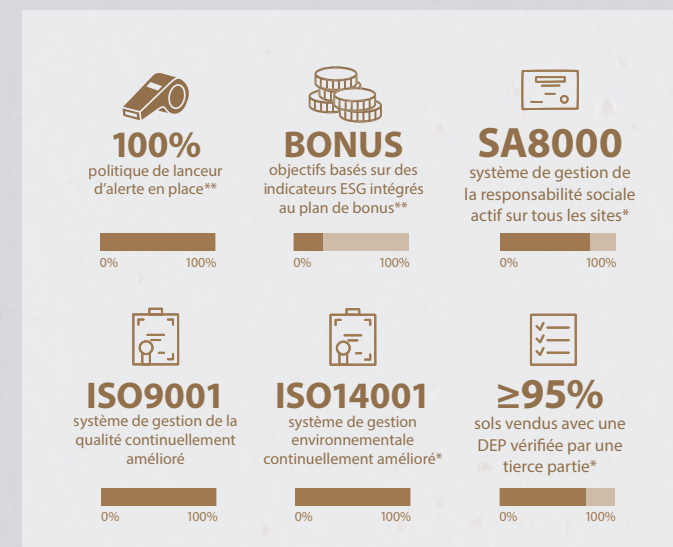 100%
politique de lanceur
d'alerte en place**
0% 100%
BONUS
objectifs basés sur des
indicateurs ESG intégrés
au plan de bonus**
0% 100%
SA8000
système de gestion de
la responsabilité sociale
actif sur tous les sites*
0% 100%
ISO9001
système de gestion de la
qualité continuellement
amélioré
0% 100%
ISO14001
système de gestion
environnementale
continuellement amélioré*
0% 100%
≥95%
sols vendus avec une
DEP vérifiée par une
tierce partie*
0% 100%